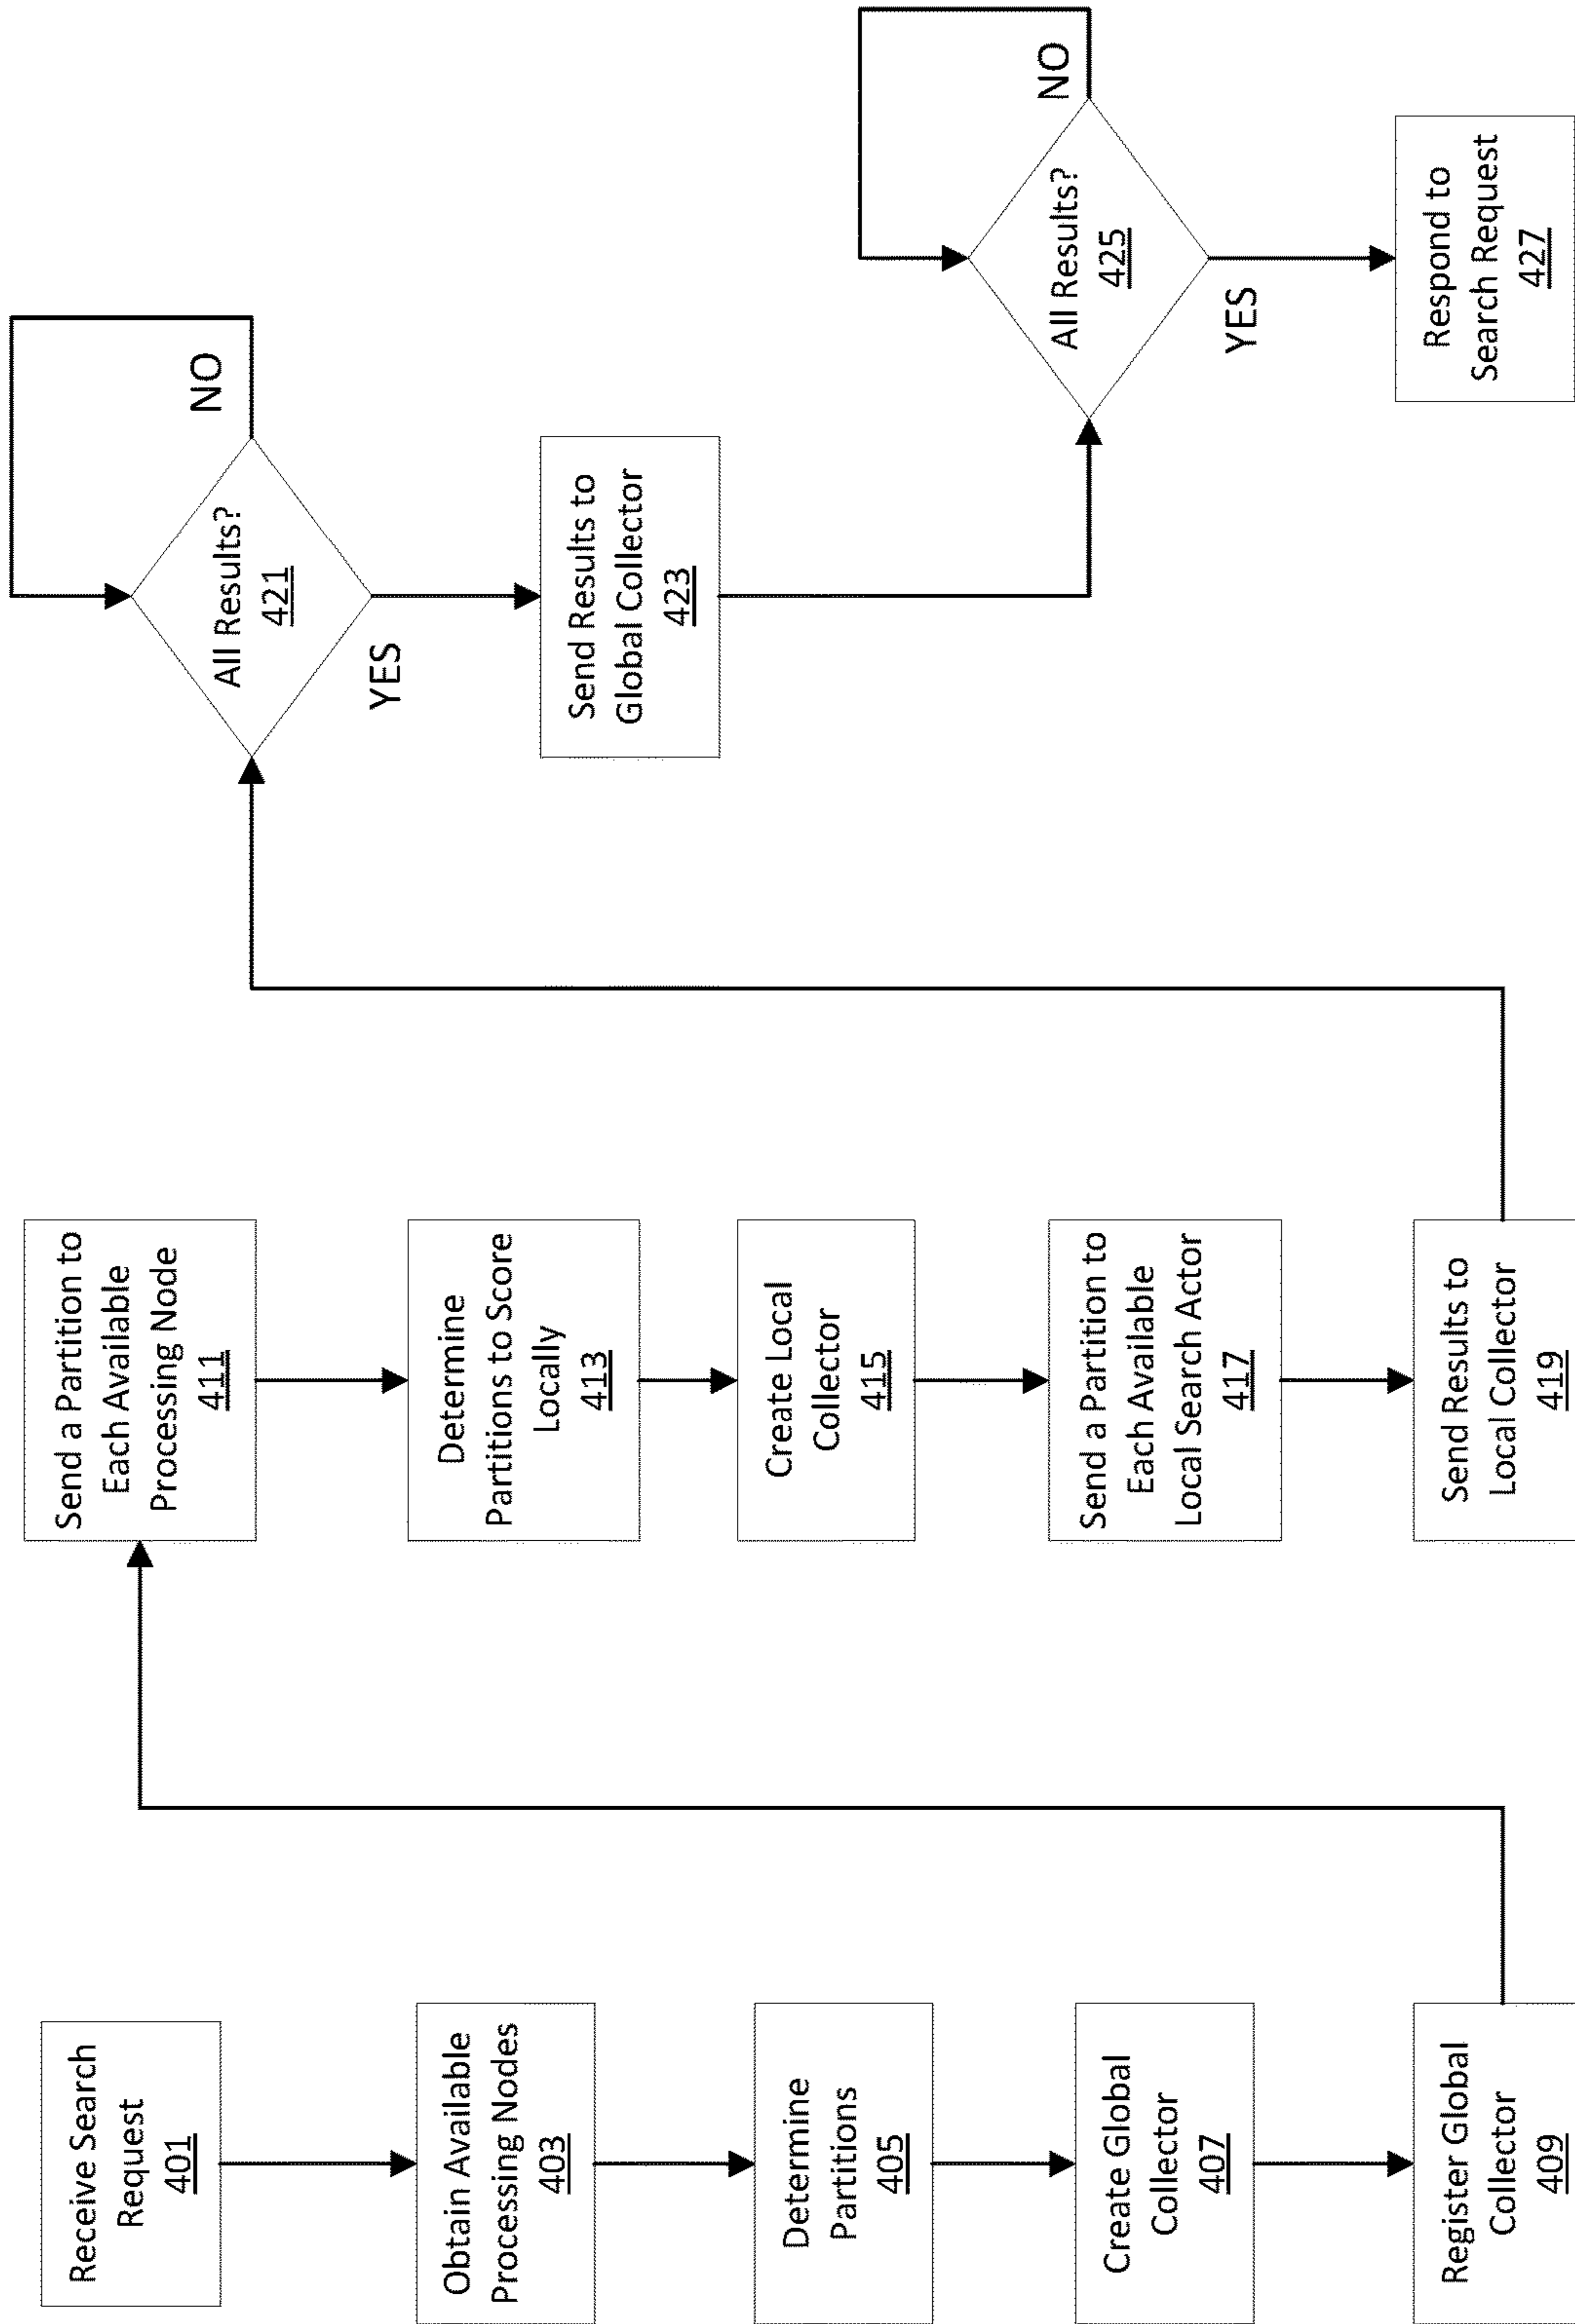 Receive Search
Request
401
Obtain Available
Processing Nodes
403
Determine
Partitions
405
Create Global
Collector
407
Register Global
Collector
409
Send a Partition to
Each Available
Processing Node
411
Determine
Partitions to Score
Locally
413
Create Local
Collector
415
Send a Partition to
Each Available
Local Search Actor
417
Send Results to
Local Collector
419
All Results?
421
NO
YES
Send Results to
Global Collector
423
All Results?
425
NO
YES
Respond to
Search Request
427